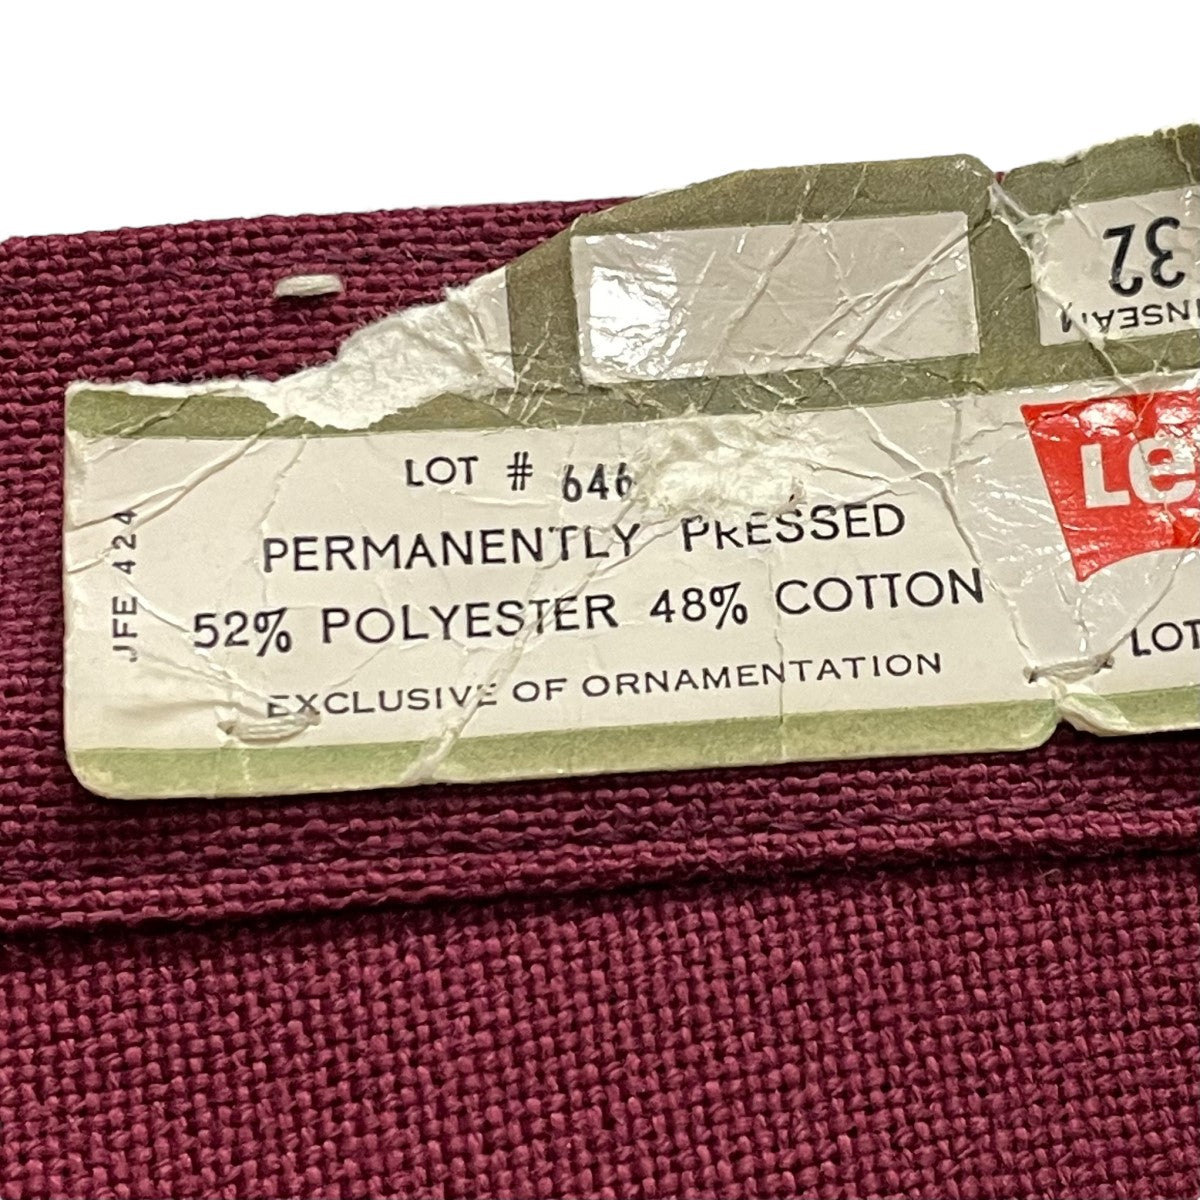 32
INSEAM
Le
LOT # 646
PERMANENTLY PRESSED
52% POLYESTER 48% COTTON
EXCLUSIVE OF ORNAMENTATION
JFE 424
LOT